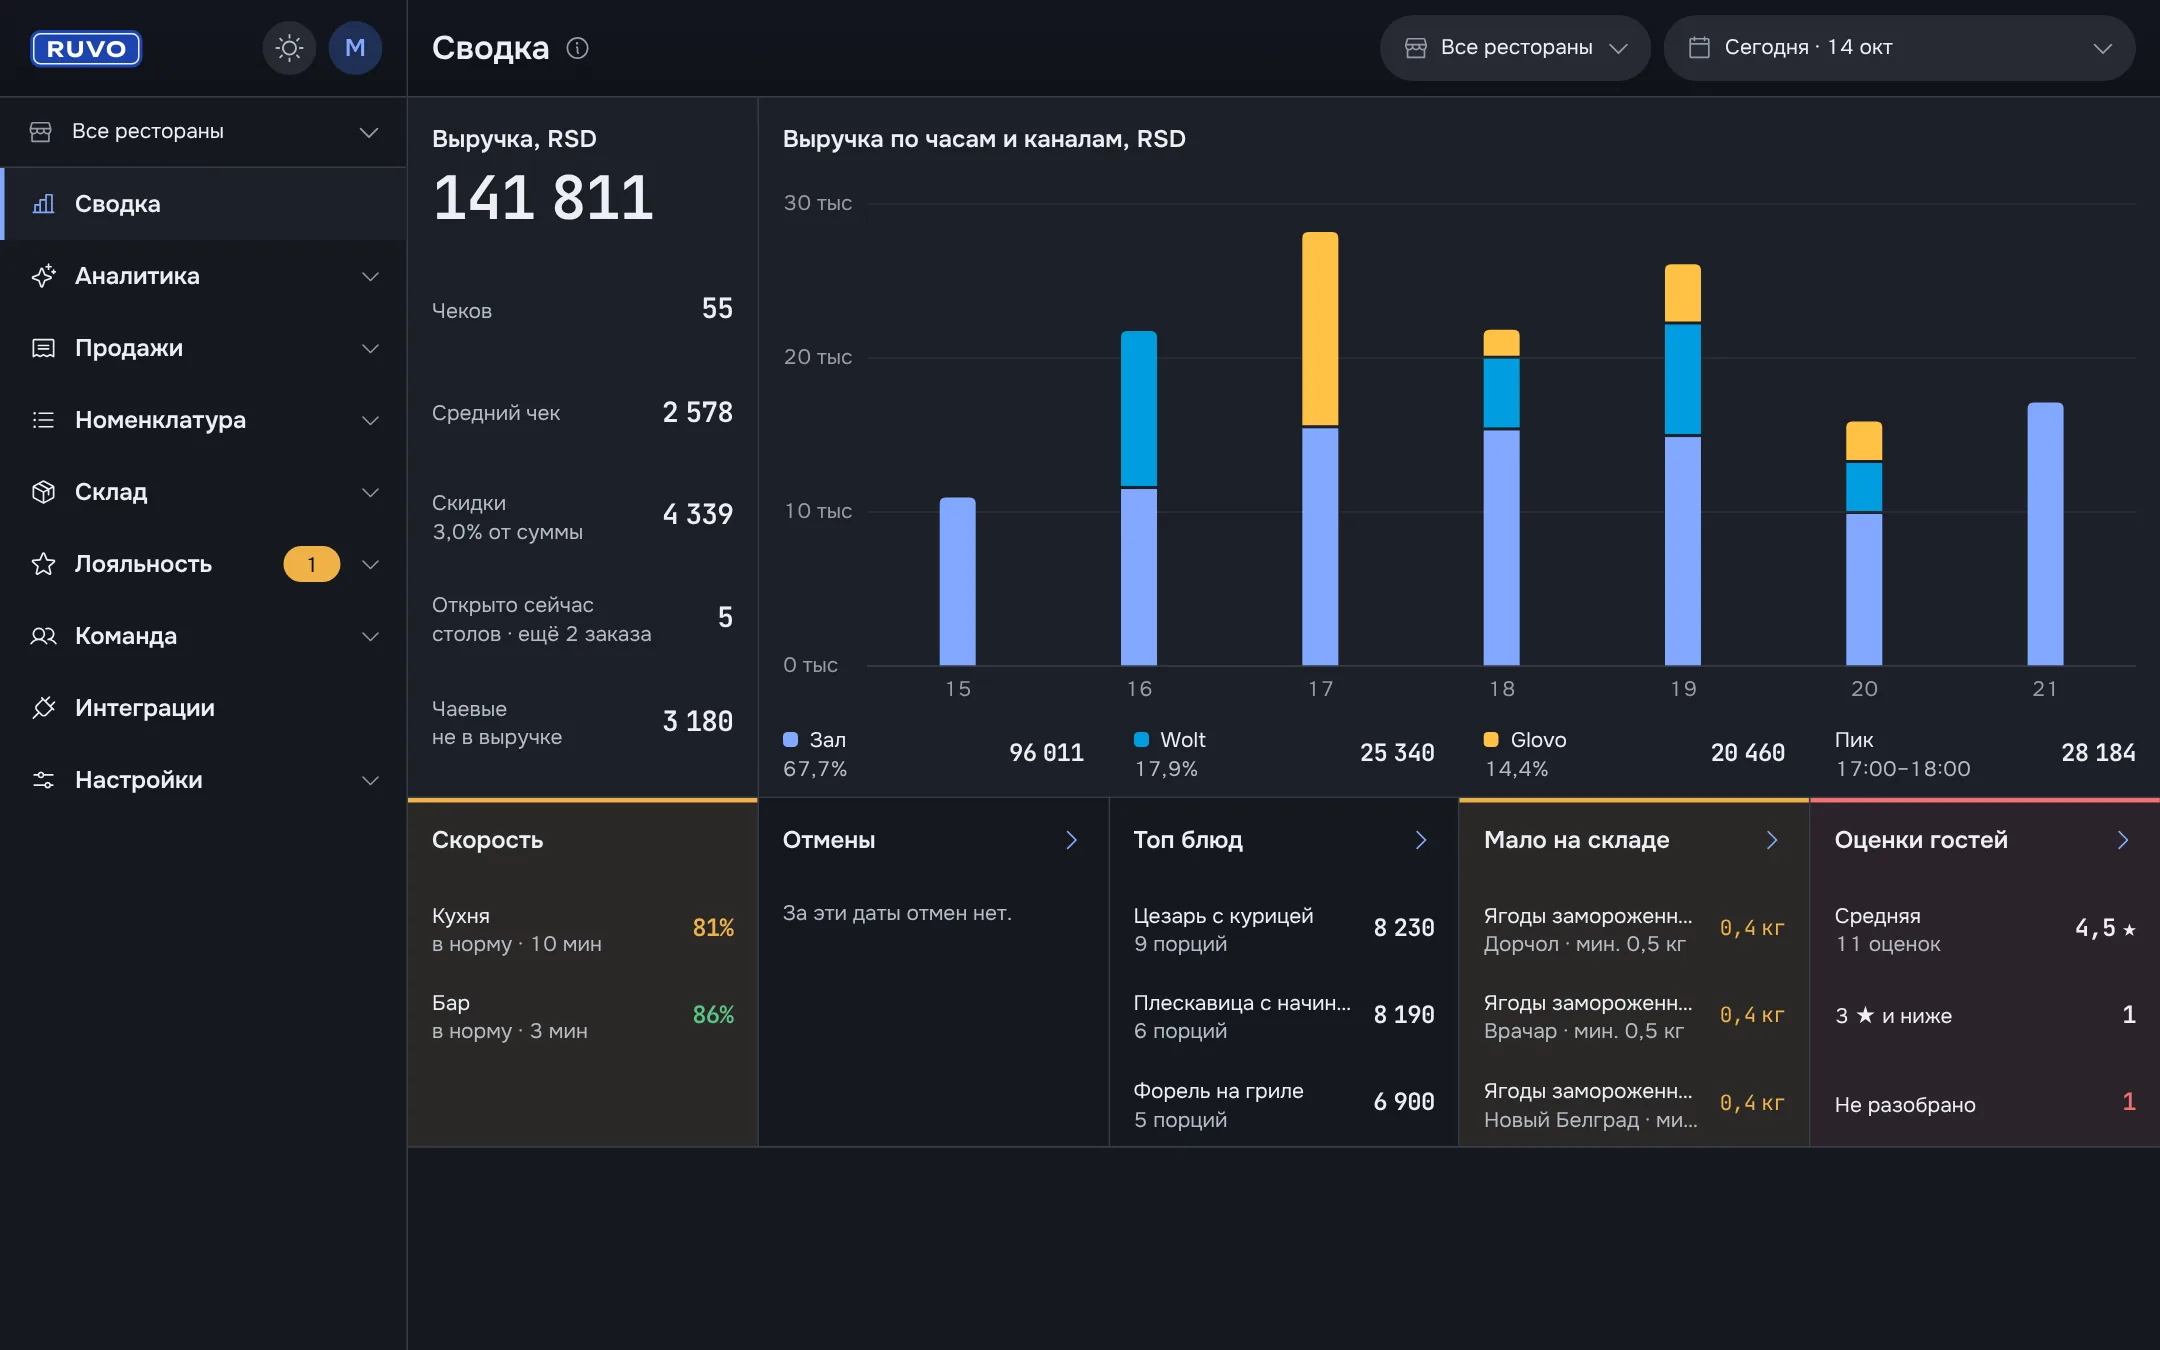 RUVO
M
Сводка
Все рестораны
Сегодня · 14 окт
Все рестораны
Сводка
Аналитика
Продажи
Номенклатура
Склад
Лояльность
1
Команда
Интеграции
Настройки
Выручка, RSD
141 811
Чеков
55
Средний чек
2 578
Скидки
3,0% от суммы
4 339
Открыто сейчас
столов · ещё 2 заказа
5
Чаевые
не в выручке
3 180
Выручка по часам и каналам, RSD
30 тыс
20 тыс
10 тыс
0 тыс
15 16 17 18 19 20 21
Зал
67,7%
96 011
Wolt
17,9%
25 340
Glovo
14,4%
20 460
Пик
17:00–18:00
28 184
Скорость
Кухня
в норму · 10 мин
81%
Бар
в норму · 3 мин
86%
Отмены
За эти даты отмен нет.
Топ блюд
Цезарь с курицей
9 порций
8 230
Плескавица с начин...
6 порций
8 190
Форель на гриле
5 порций
6 900
Мало на складе
Ягоды замороженн...
Дорчол · мин. 0,5 кг
0,4 кг
Ягоды замороженн...
Врачар · мин. 0,5 кг
0,4 кг
Ягоды замороженн...
Новый Белград · ми...
0,4 кг
Оценки гостей
Средняя
11 оценок
4,5 ★
3 ★ и ниже
1
Не разобрано
1